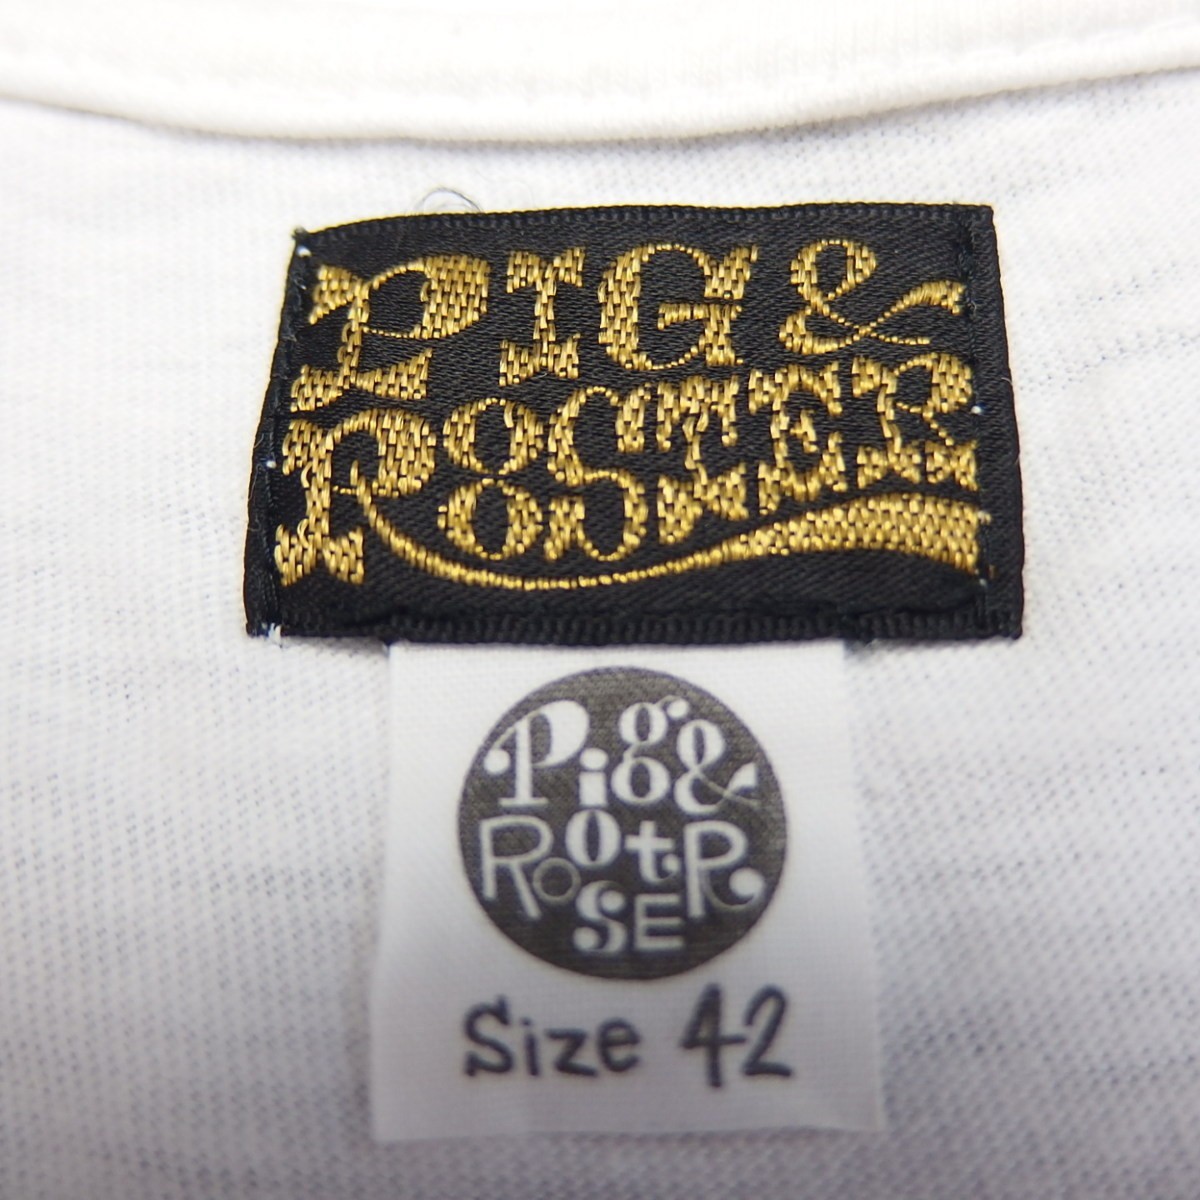 PIG &
ROOSTER
Pig &
RooStER
Size 42